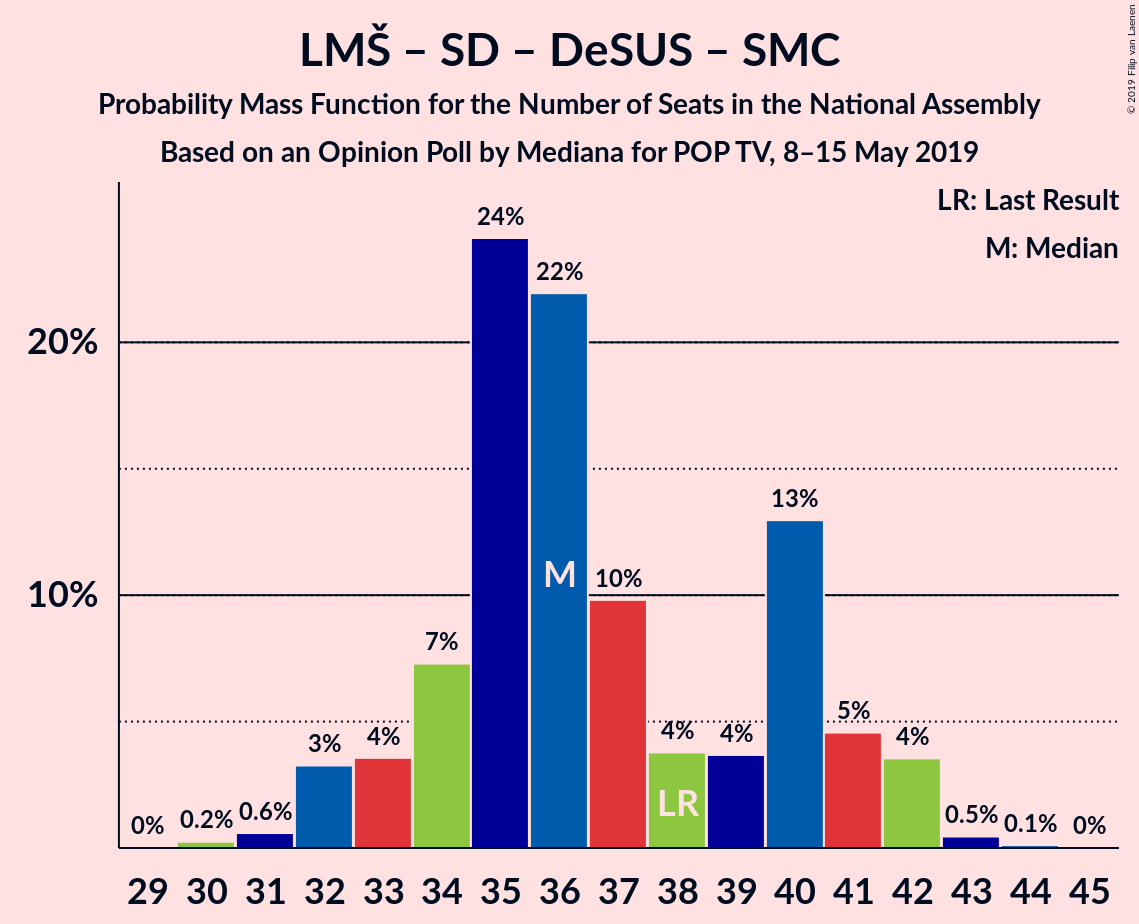 LMŠ – SD – DeSUS – SMC
Probability Mass Function for the Number of Seats in the National Assembly
Based on an Opinion Poll by Mediana for POP TV, 8–15 May 2019
© 2019 Filip van Laenen
LR: Last Result
M: Median
24%
22%
20%
13%
M
10%
10%
7%
5%
4%
4%
4%
4%
3%
LR
0%
0.2%
0.6%
0.5%
0.1%
0%
29 30 31 32 33 34 35 36 37 38 39 40 41 42 43 44 45